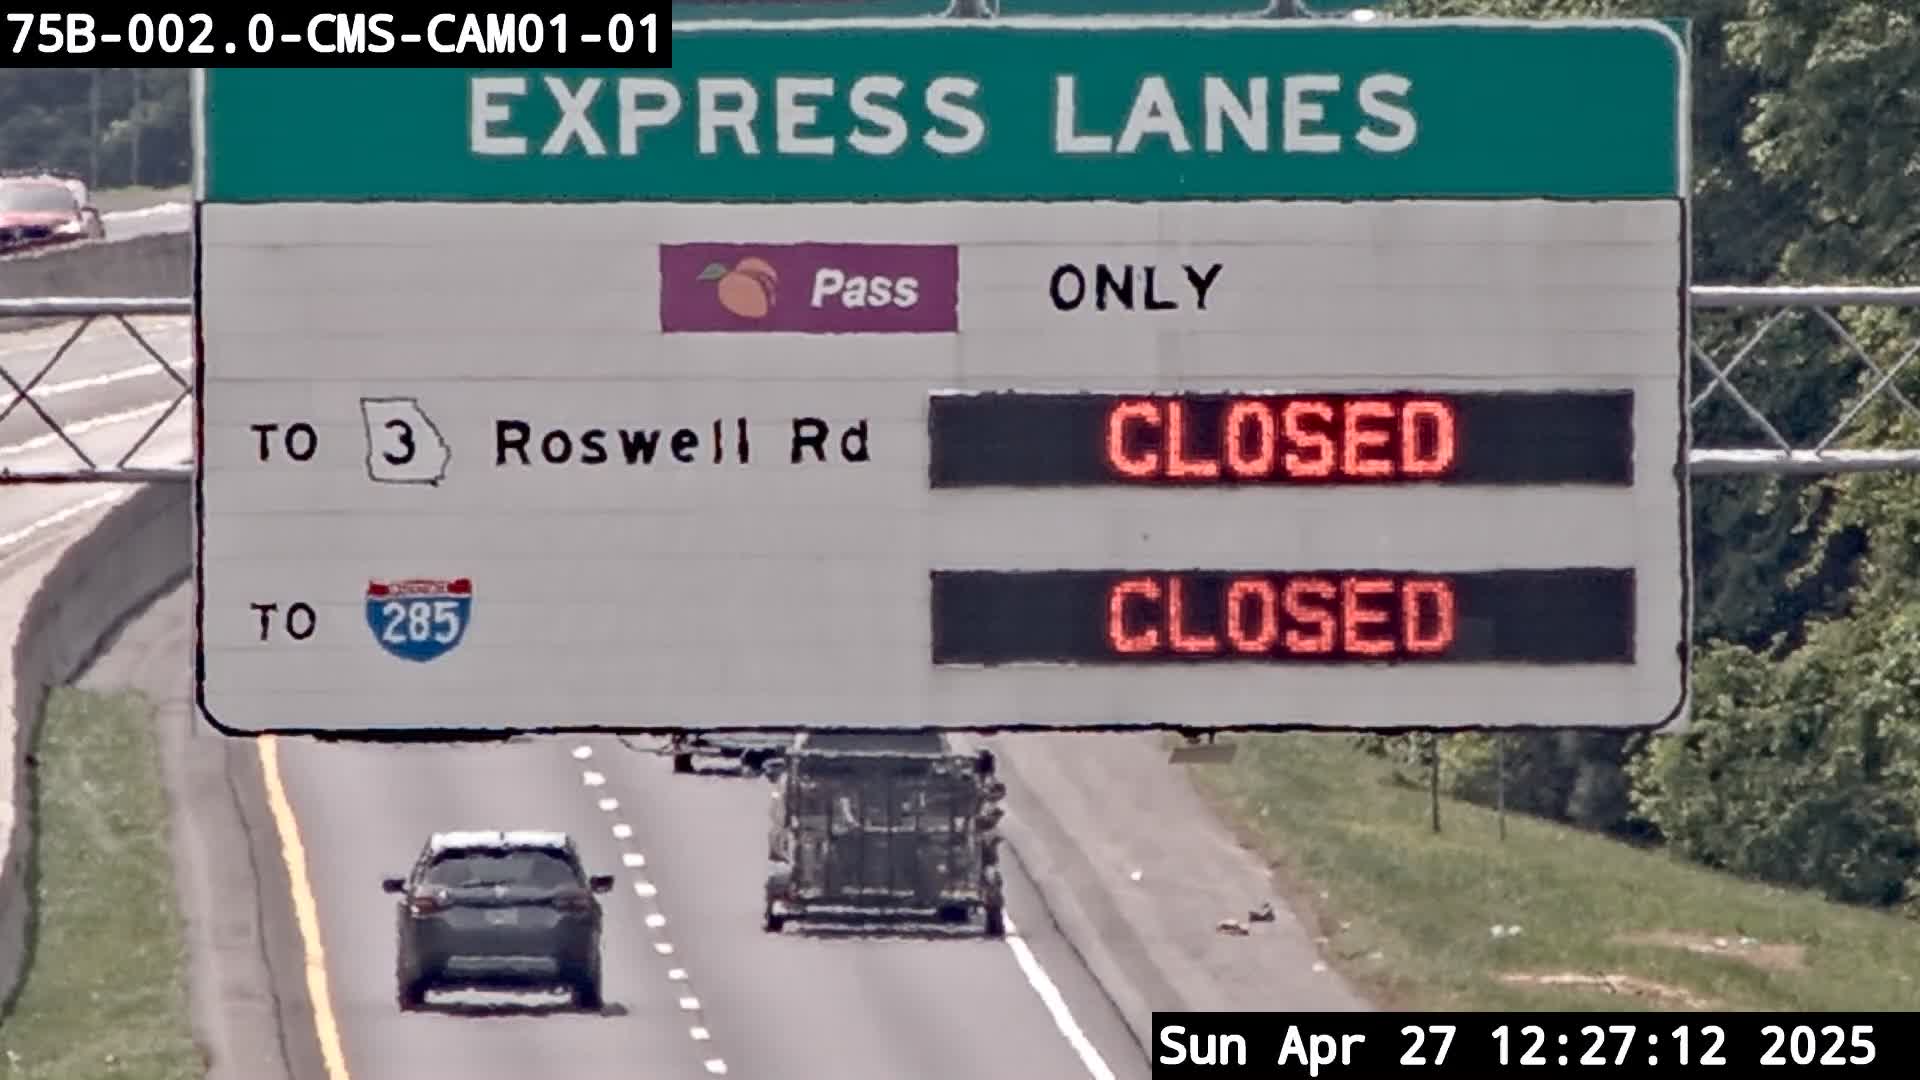 75B-002.0-CMS-CAM01-01
EXPRESS LANES
Pass ONLY
TO 3 Roswell Rd CLOSED
TO 285 CLOSED
Sun Apr 27 12:27:12 2025